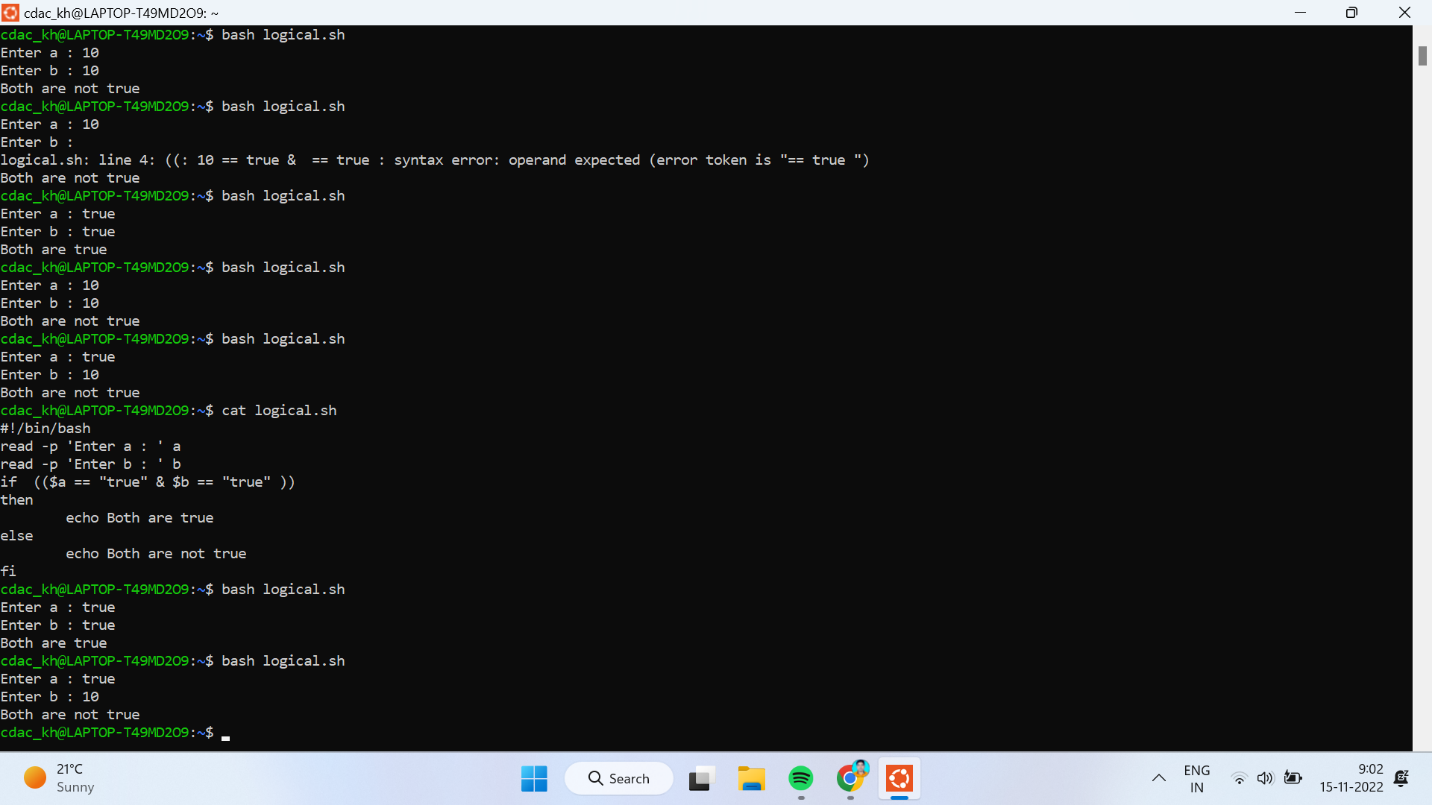 cdac_kh@LAPTOP-T49MD2O9: ~
cdac_kh@LAPTOP-T49MD2O9:~$ bash logical.sh
Enter a : 10
Enter b : 10
Both are not true
cdac_kh@LAPTOP-T49MD2O9:~$ bash logical.sh
Enter a : 10
Enter b :
logical.sh: line 4: ((: 10 == true &  == true : syntax error: operand expected (error token is "== true ")
Both are not true
cdac_kh@LAPTOP-T49MD2O9:~$ bash logical.sh
Enter a : true
Enter b : true
Both are true
cdac_kh@LAPTOP-T49MD2O9:~$ bash logical.sh
Enter a : 10
Enter b : 10
Both are not true
cdac_kh@LAPTOP-T49MD2O9:~$ bash logical.sh
Enter a : true
Enter b : 10
Both are not true
cdac_kh@LAPTOP-T49MD2O9:~$ cat logical.sh
#!/bin/bash
read -p 'Enter a : ' a
read -p 'Enter b : ' b
if  (($a == "true" & $b == "true" ))
then
        echo Both are true
else
        echo Both are not true
fi
cdac_kh@LAPTOP-T49MD2O9:~$ bash logical.sh
Enter a : true
Enter b : true
Both are true
cdac_kh@LAPTOP-T49MD2O9:~$ bash logical.sh
Enter a : true
Enter b : 10
Both are not true
cdac_kh@LAPTOP-T49MD2O9:~$
21°C
Sunny
Search
ENG
IN
9:02
15-11-2022